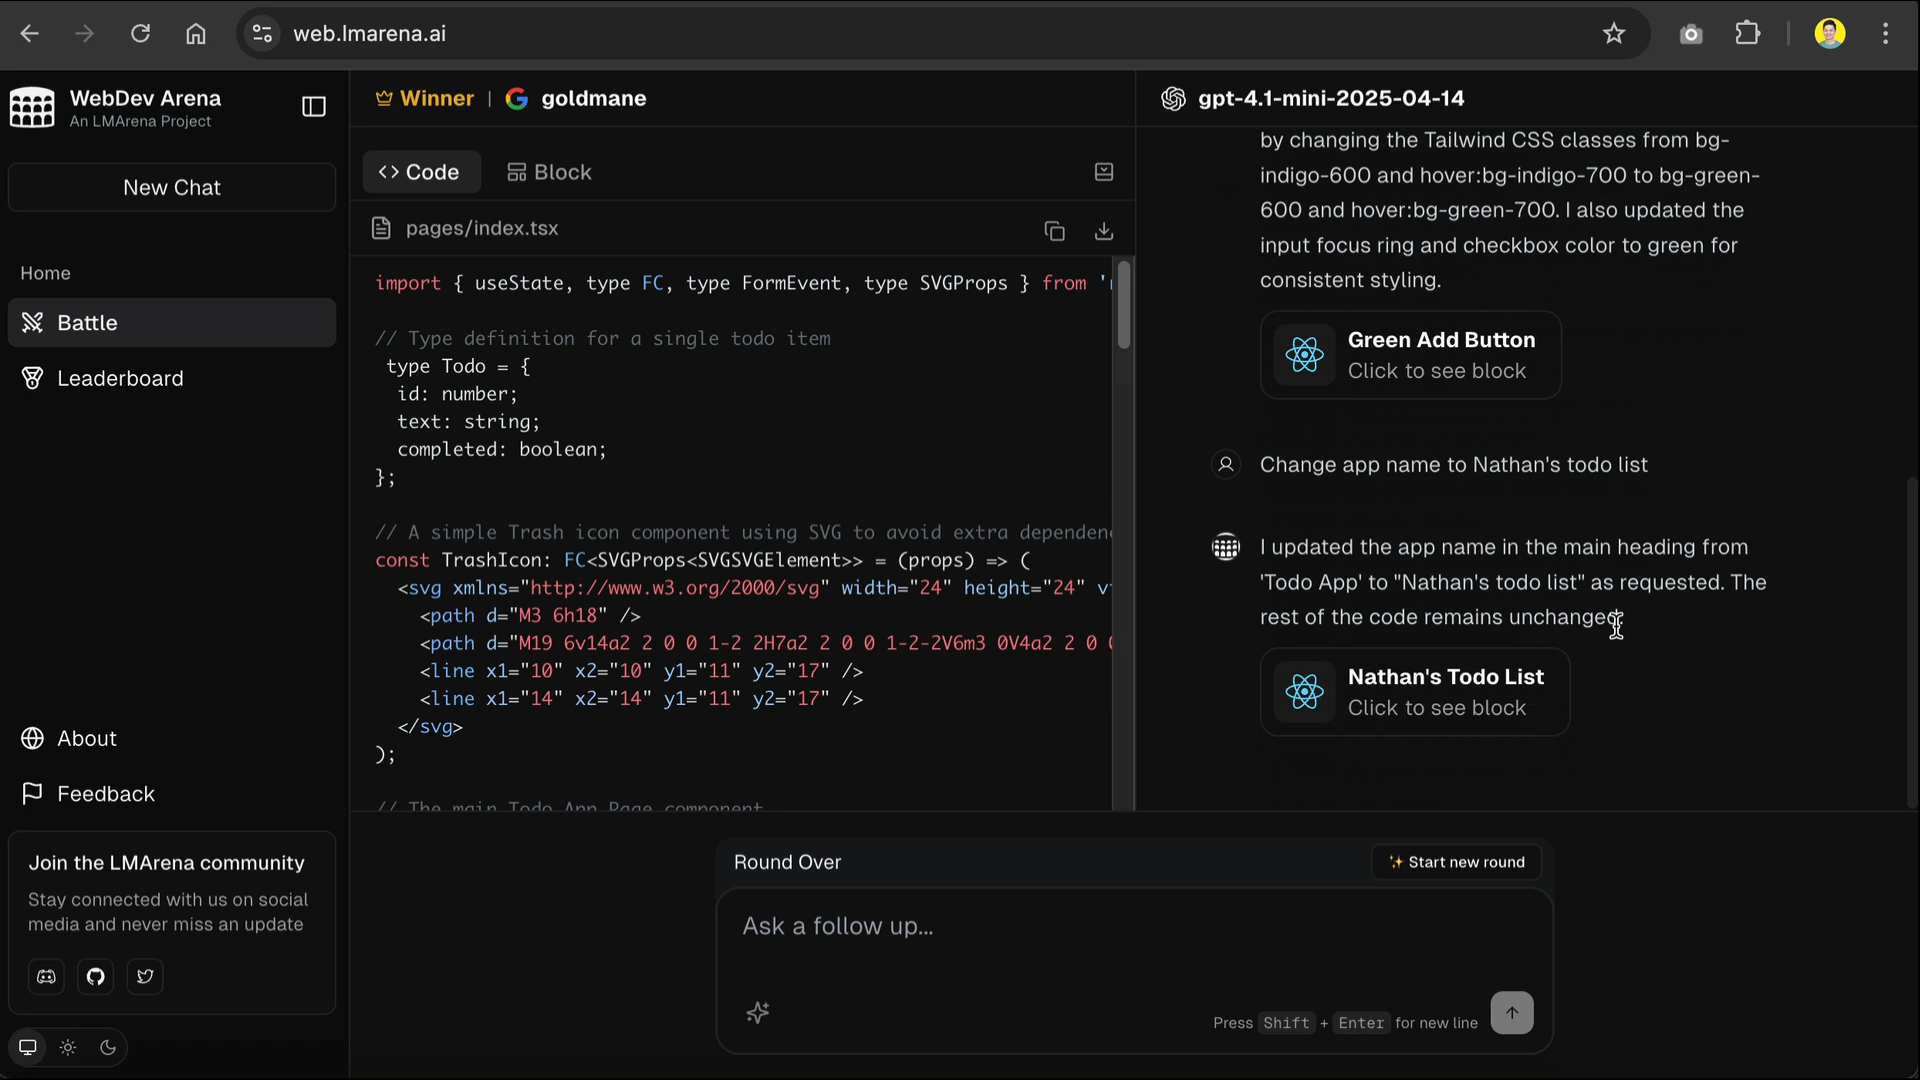 web.lmarena.ai
WebDev Arena
An LMArena Project
New Chat
Home
Battle
Leaderboard
About
Feedback
Join the LMArena community
Stay connected with us on social
media and never miss an update
Winner | goldmane
<> Code
Block
pages/index.tsx
import { useState, type FC, type FormEvent, type SVGProps } from '
// Type definition for a single todo item
type Todo = {
id: number;
text: string;
completed: boolean;
};
// A simple Trash icon component using SVG to avoid extra dependen
const TrashIcon: FC<SVGProps<SVGSVGElement>> = (props) => (
<svg xmlns="http://www.w3.org/2000/svg" width="24" height="24" v
<path d="M3 6h18" />
<path d="M19 6v14a2 2 0 0 1-2 2H7a2 2 0 0 1-2-2V6m3 0V4a2 2 0 0
<line x1="10" x2="10" y1="11" y2="17" />
<line x1="14" x2="14" y1="11" y2="17" />
</svg>
);
// The main Todo App Page component
gpt-4.1-mini-2025-04-14
by changing the Tailwind CSS classes from bg-
indigo-600 and hover:bg-indigo-700 to bg-green-
600 and hover:bg-green-700. I also updated the
input focus ring and checkbox color to green for
consistent styling.
Green Add Button
Click to see block
Change app name to Nathan's todo list
I updated the app name in the main heading from
'Todo App' to "Nathan's todo list" as requested. The
rest of the code remains unchanged.
Nathan's Todo List
Click to see block
Round Over
Start new round
Ask a follow up...
Press Shift + Enter for new line